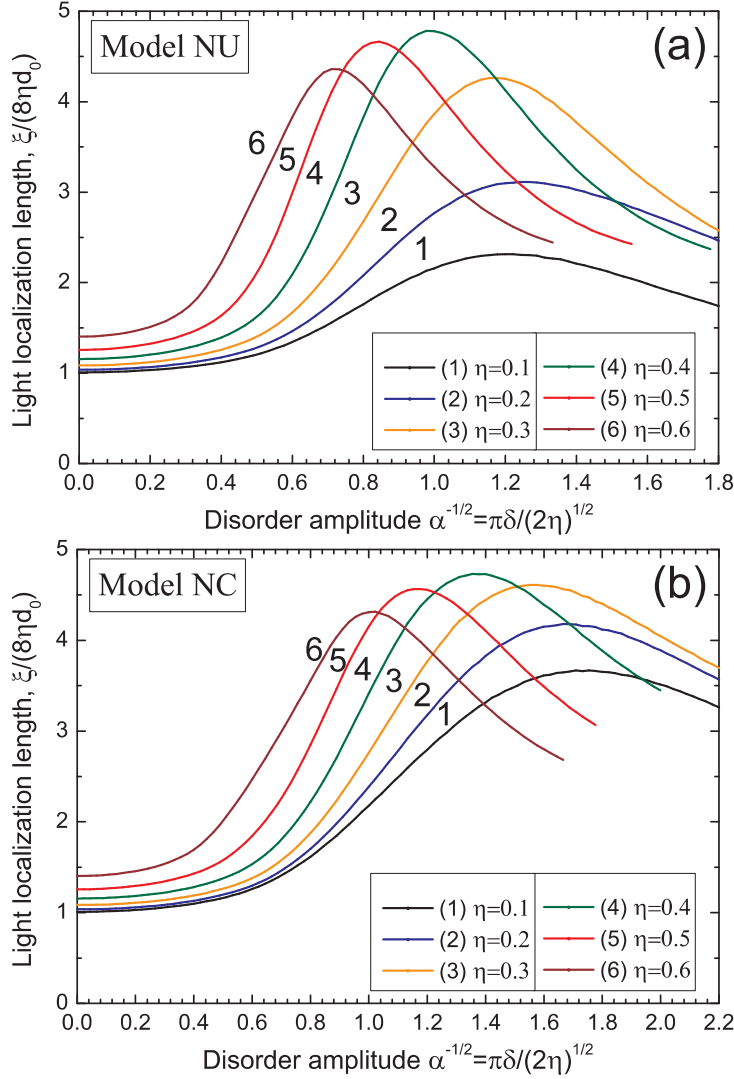 Model NU
(a)
5
4
3
2
1
0
Light localization length, ξ/(8ηd₀)
6
5
4
3
2
1
(1) η=0.1 (4) η=0.4
(2) η=0.2 (5) η=0.5
(3) η=0.3 (6) η=0.6
0.0 0.2 0.4 0.6 0.8 1.0 1.2 1.4 1.6 1.8
Disorder amplitude α⁻¹/²=πδ/(2η)¹/²
Model NC
(b)
5
4
3
2
1
0
Light localization length, ξ/(8ηd₀)
6
5
4
3
2
1
(1) η=0.1 (4) η=0.4
(2) η=0.2 (5) η=0.5
(3) η=0.3 (6) η=0.6
0.0 0.2 0.4 0.6 0.8 1.0 1.2 1.4 1.6 1.8 2.0 2.2
Disorder amplitude α⁻¹/²=πδ/(2η)¹/²